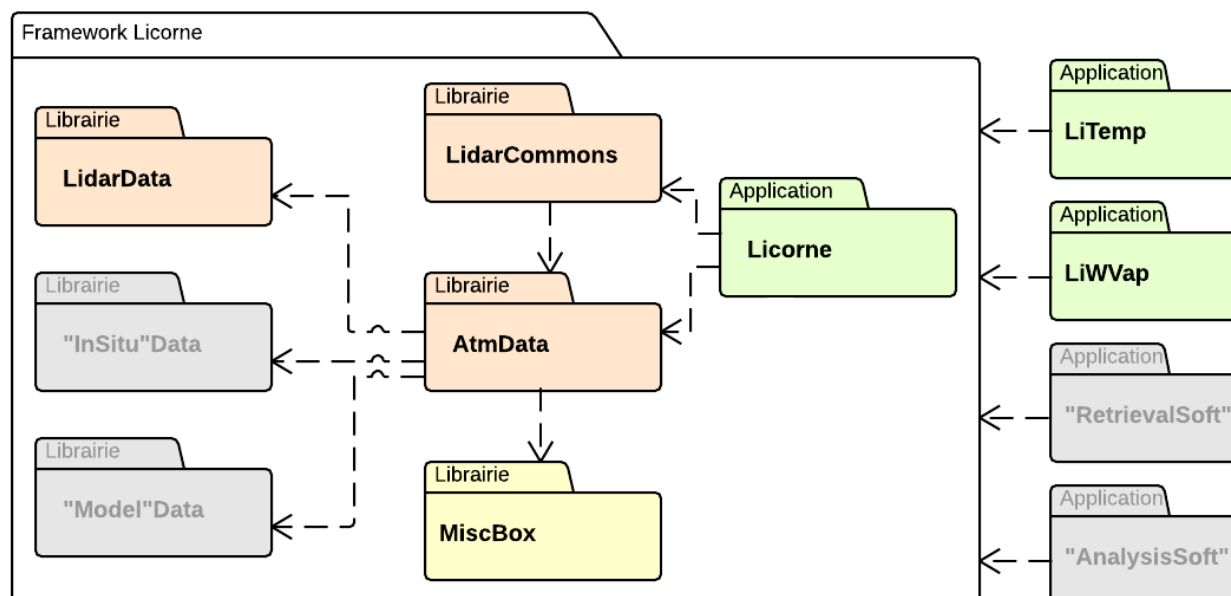 Framework Licorne
Librairie
LidarData
Librairie
"InSitu"Data
Librairie
"Model"Data
Librairie
LidarCommons
Librairie
AtmData
Librairie
MiscBox
Application
Licorne
Application
LiTemp
Application
LiWVap
Application
"RetrievalSoft"
Application
"AnalysisSoft"